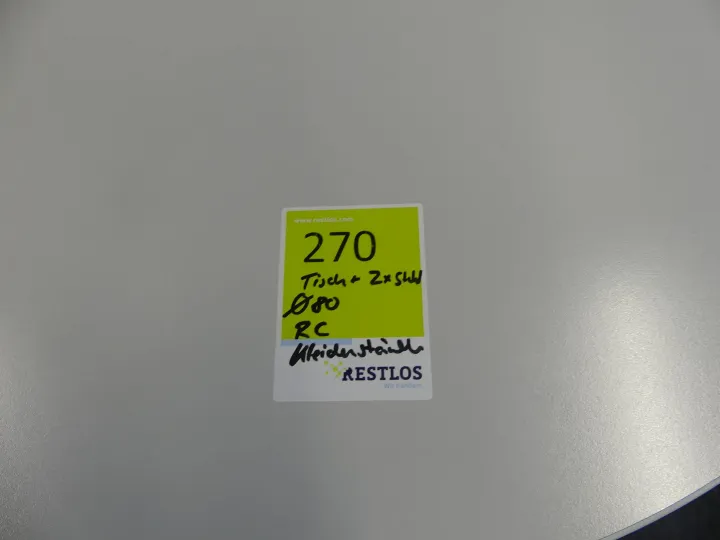 www.restlos.com
270
Tisch + 2x Stuhl
Ø80
RC
Kleiderständer
RESTLOS